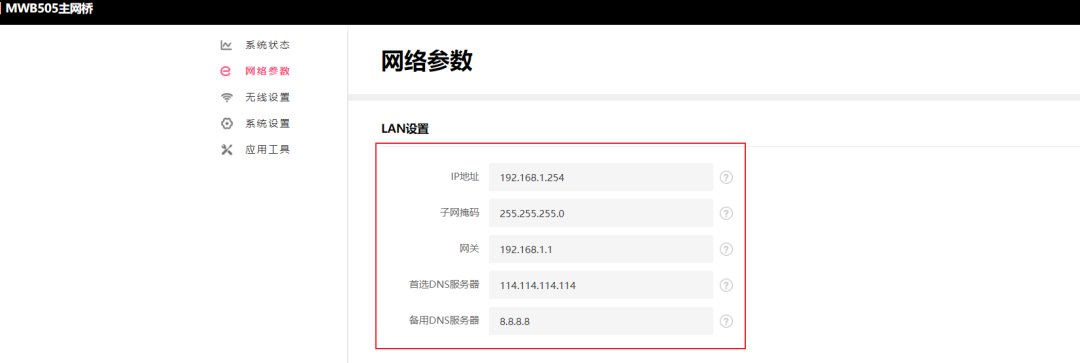 MWB505主网桥
系统状态
网络参数
无线设置
系统设置
应用工具
网络参数
LAN设置
IP地址 192.168.1.254 ?
子网掩码 255.255.255.0 ?
网关 192.168.1.1 ?
首选DNS服务器 114.114.114.114 ?
备用DNS服务器 8.8.8.8 ?